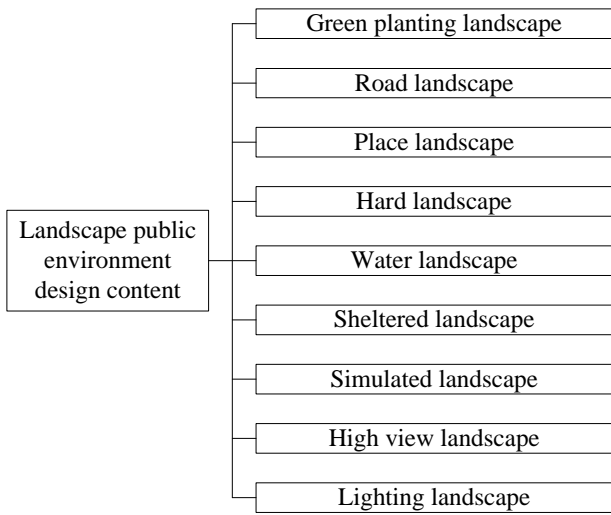 Landscape public
environment
design content
Green planting landscape
Road landscape
Place landscape
Hard landscape
Water landscape
Sheltered landscape
Simulated landscape
High view landscape
Lighting landscape